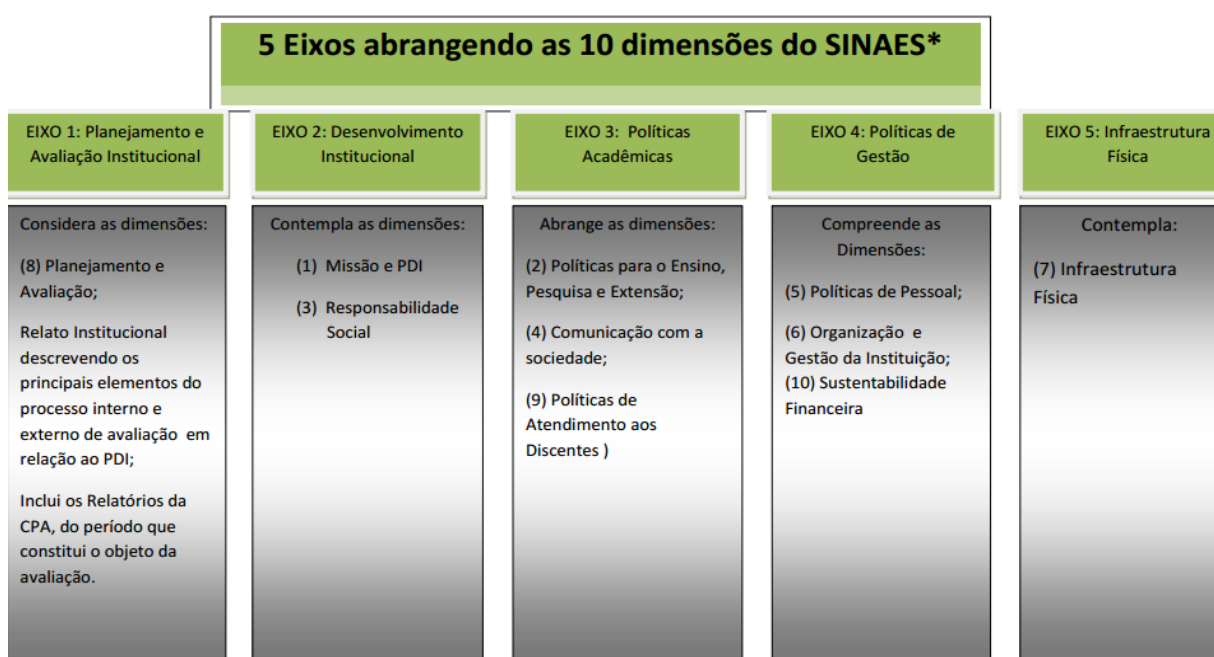 5 Eixos abrangendo as 10 dimensões do SINAES*
EIXO 1: Planejamento e
Avaliação Institucional
Considera as dimensões:
(8) Planejamento e
Avaliação;
Relato Institucional
descrevendo os
principais elementos do
processo interno e
externo de avaliação em
relação ao PDI;
Inclui os Relatórios da
CPA, do período que
constitui o objeto da
avaliação.
EIXO 2: Desenvolvimento
Institucional
Contempla as dimensões:
(1) Missão e PDI
(3) Responsabilidade
Social
EIXO 3: Políticas
Acadêmicas
Abrange as dimensões:
(2) Políticas para o Ensino,
Pesquisa e Extensão;
(4) Comunicação com a
sociedade;
(9) Políticas de
Atendimento aos
Discentes )
EIXO 4: Políticas de
Gestão
Compreende as
Dimensões:
(5) Políticas de Pessoal;
(6) Organização e
Gestão da Instituição;
(10) Sustentabilidade
Financeira
EIXO 5: Infraestrutura
Física
Contempla:
(7) Infraestrutura
Física